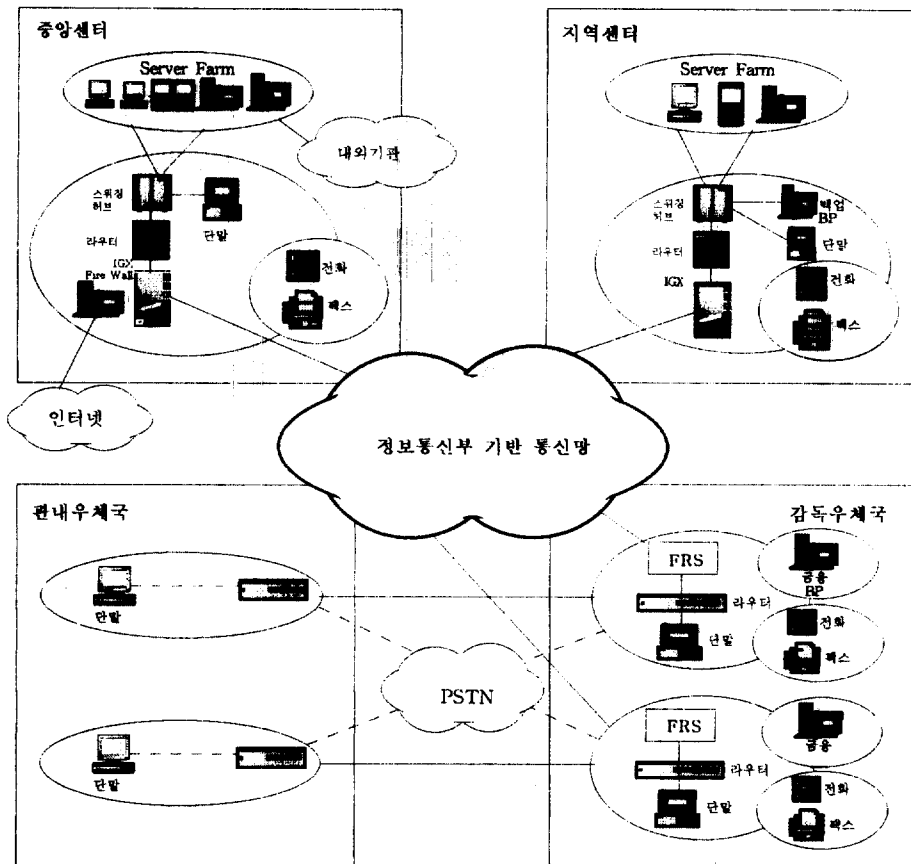 중앙센터
Server Farm
대외기관
스위칭
허브
단말
라우터
IGX
Fire Wall
전화
팩스
인터넷
지역센터
Server Farm
스위칭
허브
백업
BP
단말
라우터
전화
IGX
팩스
정보통신부 기반 통신망
관내우체국
단말
단말
PSTN
감독우체국
FRS
금융
BP
라우터
전화
단말
팩스
FRS
금융
라우터
전화
단말
팩스